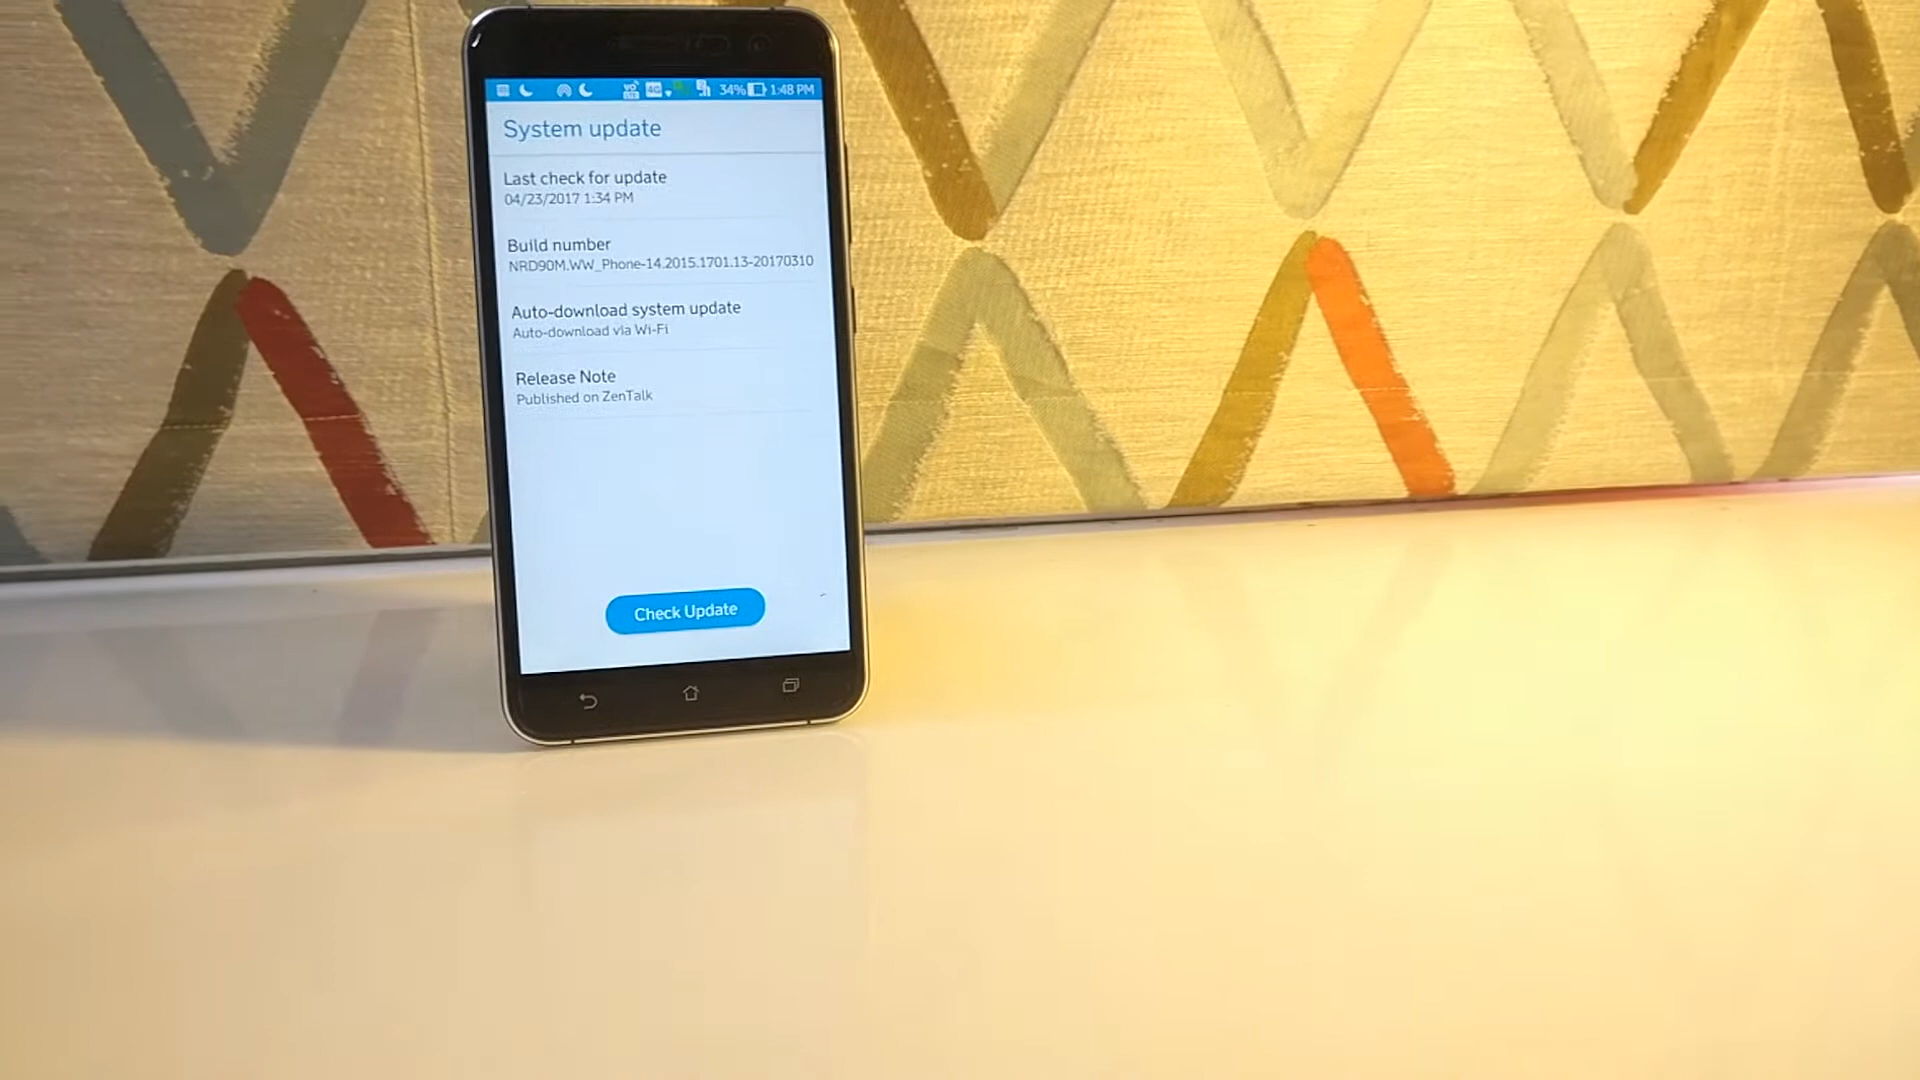 34% 1:48 PM
System update
Last check for update
04/23/2017 1:34 PM
Build number
NRD90M.WW_Phone-14.2015.1701.13-20170310
Auto-download system update
Auto-download via Wi-Fi
Release Note
Published on ZenTalk
Check Update